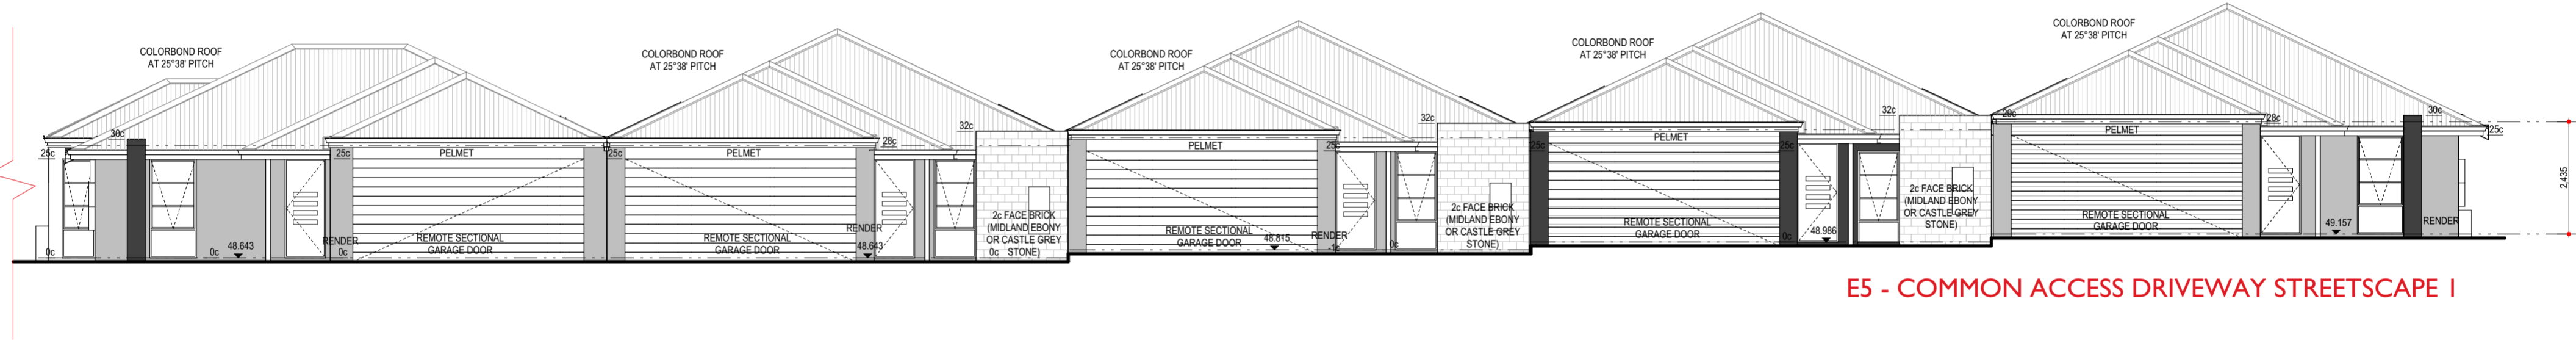 COLORBOND ROOF
AT 25°38' PITCH
COLORBOND ROOF
AT 25°38' PITCH
COLORBOND ROOF
AT 25°38' PITCH
COLORBOND ROOF
AT 25°38' PITCH
COLORBOND ROOF
AT 25°38' PITCH
30c
25c
25c
PELMET
25c
PELMET
28c
32c
PELMET
25c
32c
25c
PELMET
25c
32c
29c
PELMET
28c
30c
25c
0c
0c
48.643
RENDER
0c
REMOTE SECTIONAL
GARAGE DOOR
REMOTE SECTIONAL
GARAGE DOOR
RENDER
48.643
2c FACE BRICK
(MIDLAND EBONY
OR CASTLE GREY
0c STONE)
REMOTE SECTIONAL
GARAGE DOOR
48.815
RENDER
-1c
0c
2c FACE BRICK
(MIDLAND EBONY
OR CASTLE GREY
STONE)
REMOTE SECTIONAL
GARAGE DOOR
0c
48.986
2c FACE BRICK
(MIDLAND EBONY
OR CASTLE GREY
STONE)
REMOTE SECTIONAL
GARAGE DOOR
49.157
RENDER
2,435
E5 - COMMON ACCESS DRIVEWAY STREETSCAPE 1